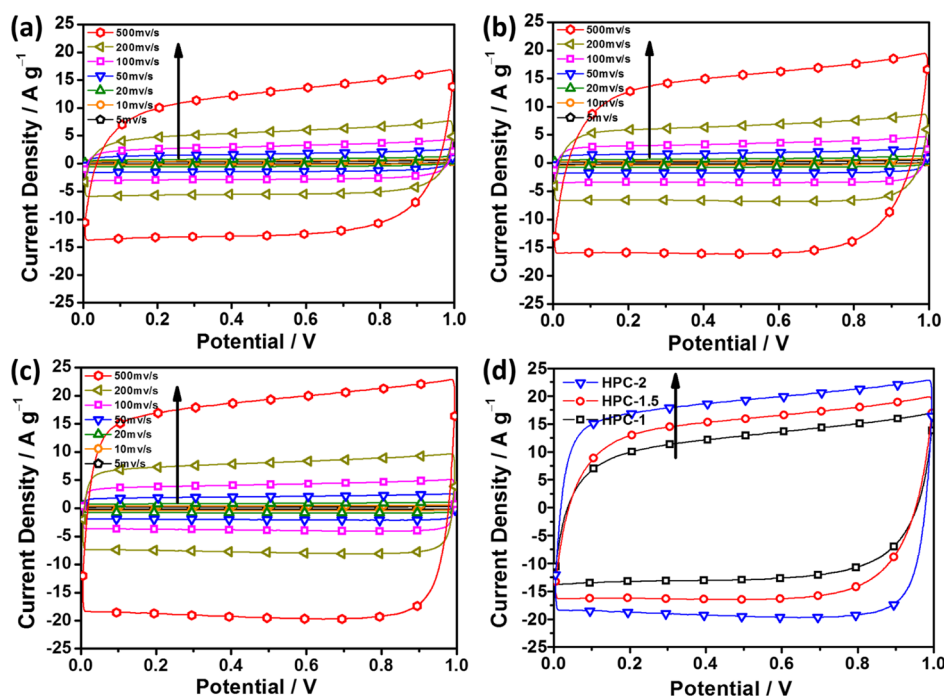 (a)
25
20
15
10
5
0
-5
-10
-15
-20
-25
Current Density / A g⁻¹
500mv/s
200mv/s
100mv/s
50mv/s
20mv/s
10mv/s
5mv/s
0.0 0.2 0.4 0.6 0.8 1.0
Potential / V
(b)
25
20
15
10
5
0
-5
-10
-15
-20
-25
Current Density / A g⁻¹
500mv/s
200mv/s
100mv/s
50mv/s
20mv/s
10mv/s
5mv/s
0.0 0.2 0.4 0.6 0.8 1.0
Potential / V
(c)
25
20
15
10
5
0
-5
-10
-15
-20
-25
Current Density / A g⁻¹
500mv/s
200mv/s
100mv/s
50mv/s
20mv/s
10mv/s
5mv/s
0.0 0.2 0.4 0.6 0.8 1.0
Potential / V
(d)
25
20
15
10
5
0
-5
-10
-15
-20
-25
Current Density / A g⁻¹
HPC-2
HPC-1.5
HPC-1
0.0 0.2 0.4 0.6 0.8 1.0
Potential / V